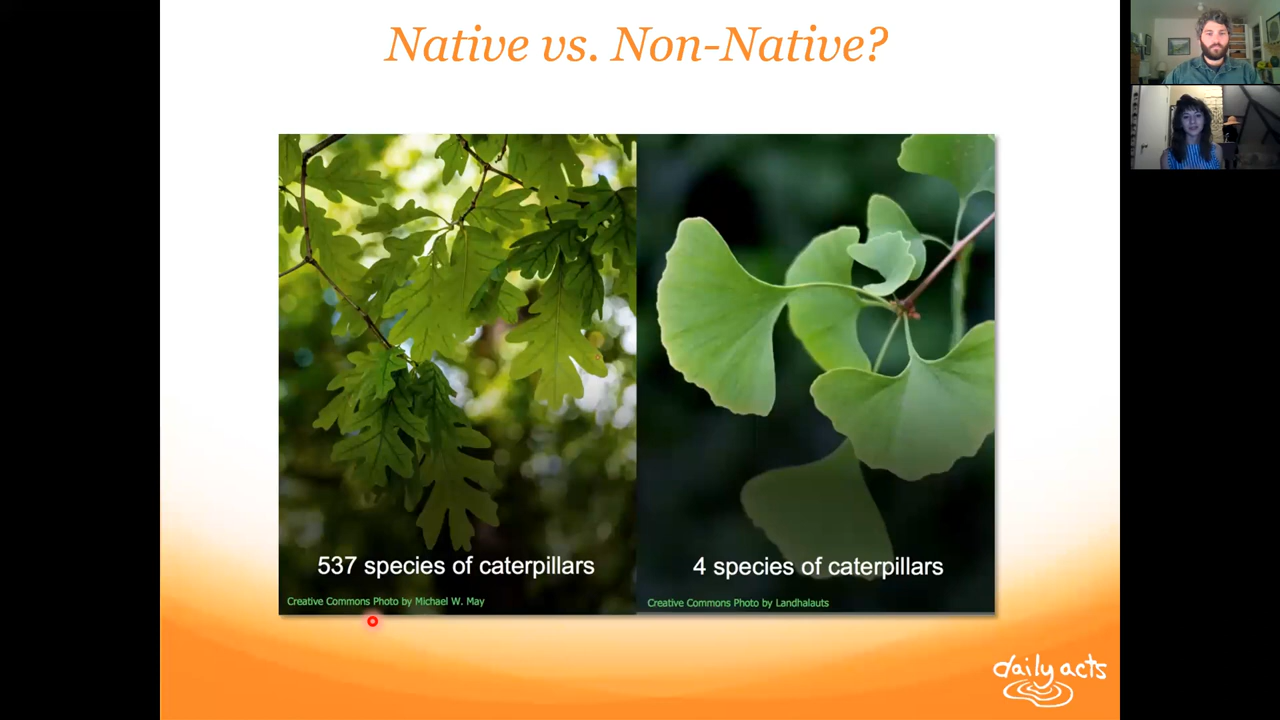 Native vs. Non-Native?
537 species of caterpillars
4 species of caterpillars
Creative Commons Photo by Michael W. May
Creative Commons Photo by Landhalauts
daily acts